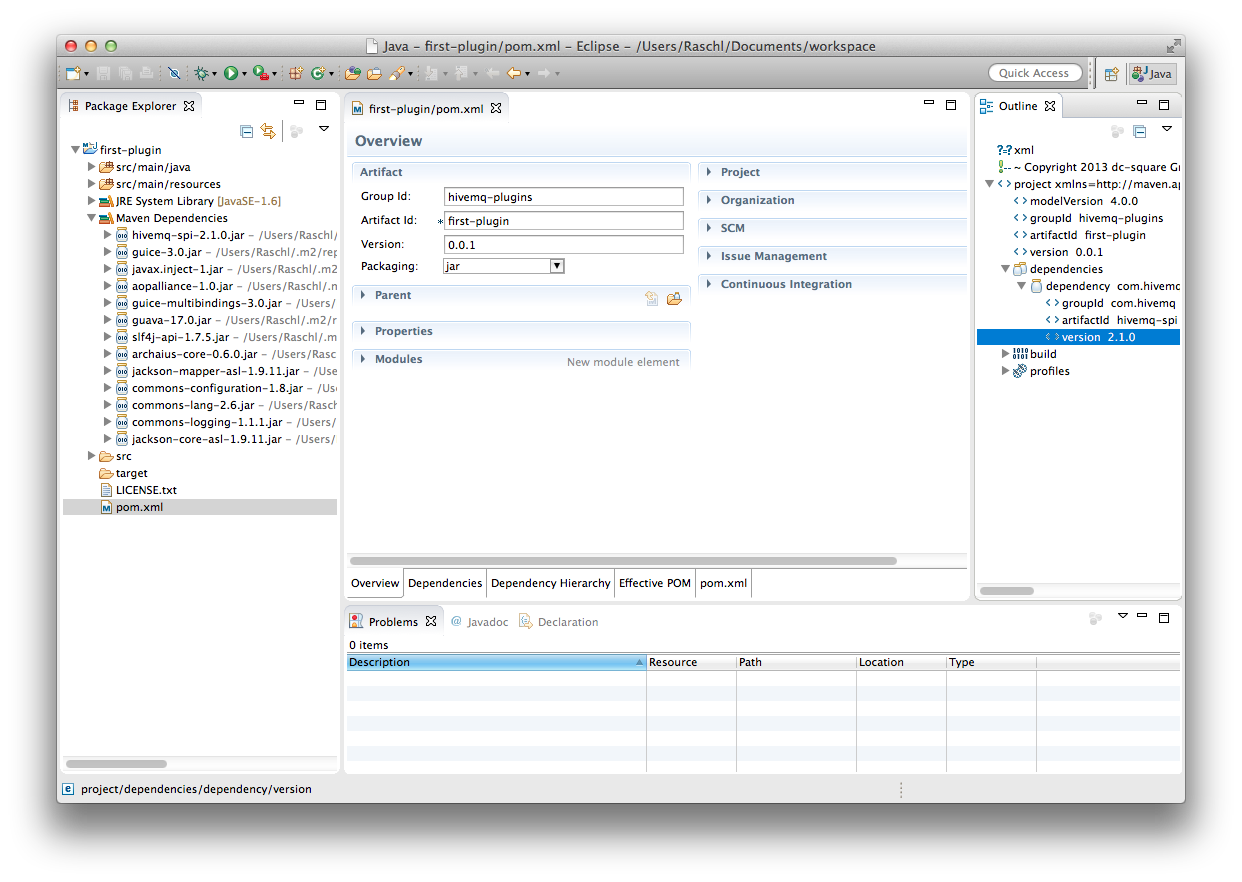 Java – first-plugin/pom.xml – Eclipse – /Users/Raschl/Documents/workspace
Quick Access
Java
Package Explorer
first-plugin
src/main/java
src/main/resources
JRE System Library [JavaSE-1.6]
Maven Dependencies
hivemq-spi-2.1.0.jar – /Users/Raschl/
guice-3.0.jar – /Users/Raschl/.m2/rep
javax.inject-1.jar – /Users/Raschl/.m2
aopalliance-1.0.jar – /Users/Raschl/.m
guice-multibindings-3.0.jar – /Users/
guava-17.0.jar – /Users/Raschl/.m2/r
slf4j-api-1.7.5.jar – /Users/Raschl/.m
archaius-core-0.6.0.jar – /Users/Rasc
jackson-mapper-asl-1.9.11.jar – /Use
commons-configuration-1.8.jar – /Us
commons-lang-2.6.jar – /Users/Rasch
commons-logging-1.1.1.jar – /Users/
jackson-core-asl-1.9.11.jar – /Users/
src
target
LICENSE.txt
pom.xml
first-plugin/pom.xml
Overview
Artifact
Group Id: hivemq-plugins
Artifact Id: * first-plugin
Version: 0.0.1
Packaging: jar
Parent
Properties
Modules New module element
Project
Organization
SCM
Issue Management
Continuous Integration
Overview Dependencies Dependency Hierarchy Effective POM pom.xml
Outline
?=? xml
!-- ~ Copyright 2013 dc-square G
project xmlns=http://maven.ap
modelVersion 4.0.0
groupId hivemq-plugins
artifactId first-plugin
version 0.0.1
dependencies
dependency com.hivemq
groupId com.hivemq
artifactId hivemq-spi
version 2.1.0
build
profiles
Problems @ Javadoc Declaration
0 items
Description Resource Path Location Type
project/dependencies/dependency/version